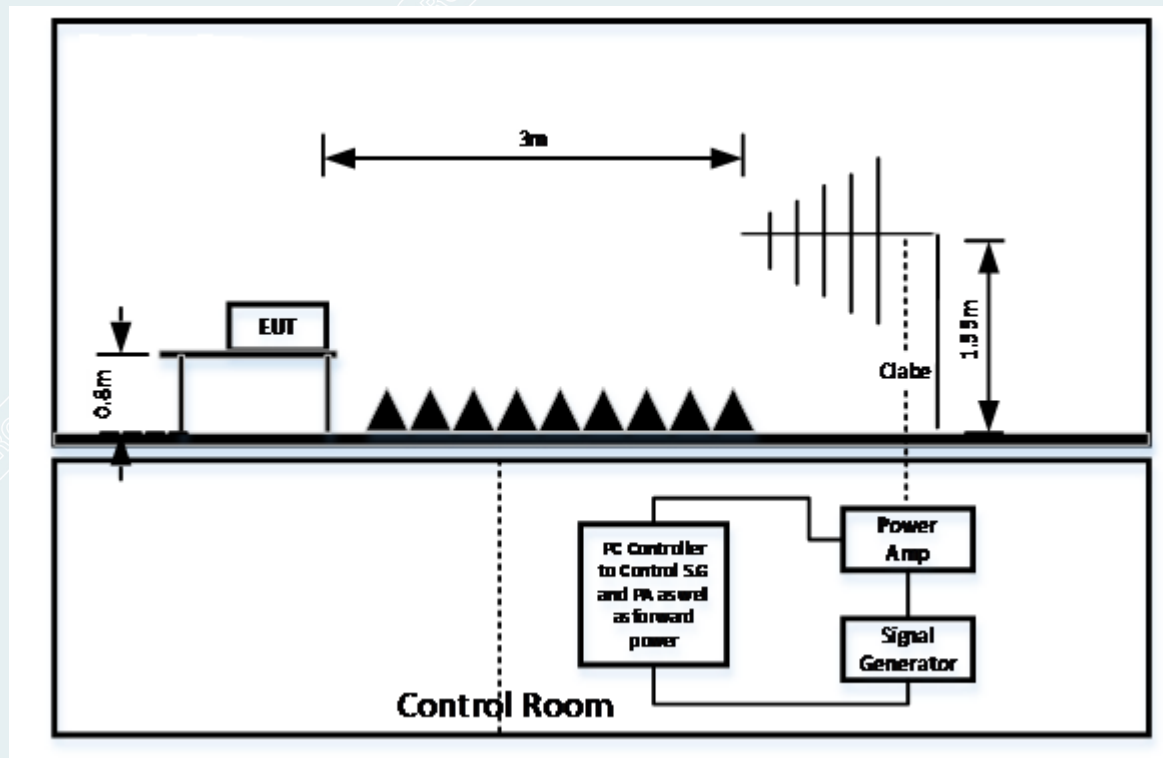 3m
EUT
0.8m
1.55m
Clabe
Power
Amp
PC Controller
to Control S.G
and PA as well
as forward
power
Signal
Generator
Control Room